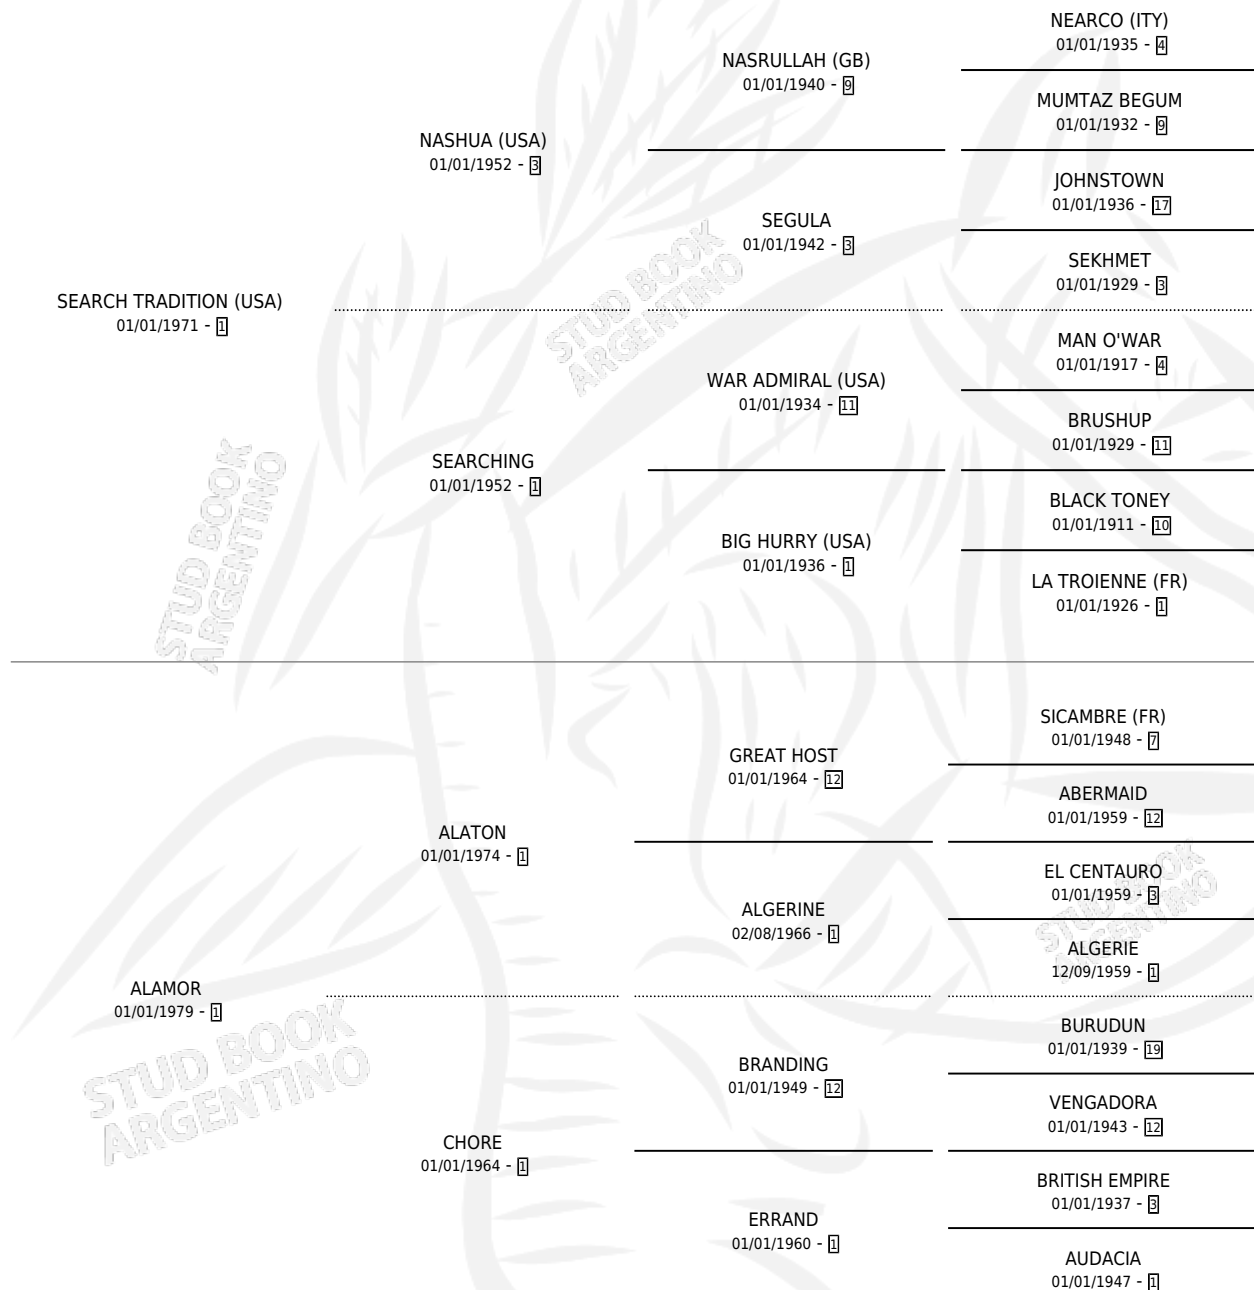 NEARCO (ITY)
01/01/1935 - 4
NASRULLAH (GB)
01/01/1940 - 9
MUMTAZ BEGUM
01/01/1932 - 9
NASHUA (USA)
01/01/1952 - 3
JOHNSTOWN
01/01/1936 - 17
SEGULA
01/01/1942 - 3
SEKHMET
01/01/1929 - 3
SEARCH TRADITION (USA)
01/01/1971 - 1
MAN O'WAR
01/01/1917 - 4
WAR ADMIRAL (USA)
01/01/1934 - 11
BRUSHUP
01/01/1929 - 11
SEARCHING
01/01/1952 - 1
BLACK TONEY
01/01/1911 - 10
BIG HURRY (USA)
01/01/1936 - 1
LA TROIENNE (FR)
01/01/1926 - 1
SICAMBRE (FR)
01/01/1948 - 7
GREAT HOST
01/01/1964 - 12
ABERMAID
01/01/1959 - 12
ALATON
01/01/1974 - 1
EL CENTAURO
01/01/1959 - 3
ALGERINE
02/08/1966 - 1
ALGERIE
12/09/1959 - 1
ALAMOR
01/01/1979 - 1
BURUDUN
01/01/1939 - 19
BRANDING
01/01/1949 - 12
VENGADORA
01/01/1943 - 12
CHORE
01/01/1964 - 1
BRITISH EMPIRE
01/01/1937 - 3
ERRAND
01/01/1960 - 1
AUDACIA
01/01/1947 - 1
STUD BOOK
ARGENTINO
STUD BOOK
ARGENTINO
STUD BOOK
ARGENTINO
STUD BOOK
ARGENTINO